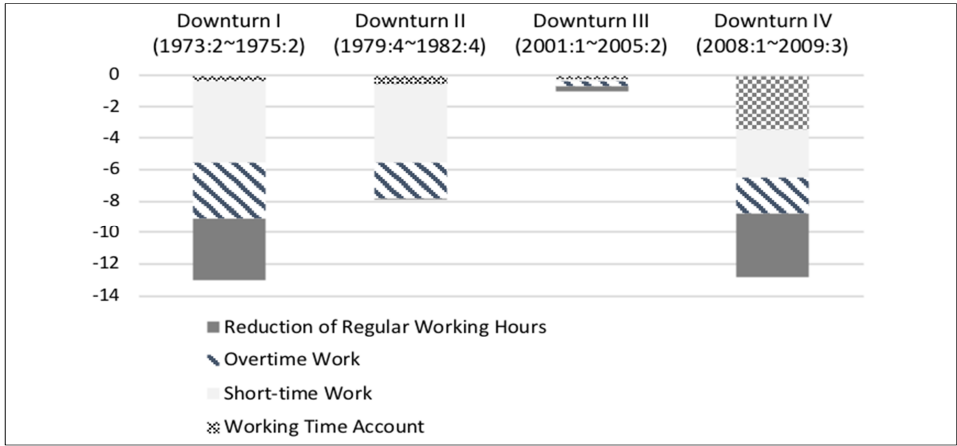 Downturn I
(1973:2~1975:2)
Downturn II
(1979:4~1982:4)
Downturn III
(2001:1~2005:2)
Downturn IV
(2008:1~2009:3)
0
-2
-4
-6
-8
-10
-12
-14
Reduction of Regular Working Hours
Overtime Work
Short-time Work
Working Time Account